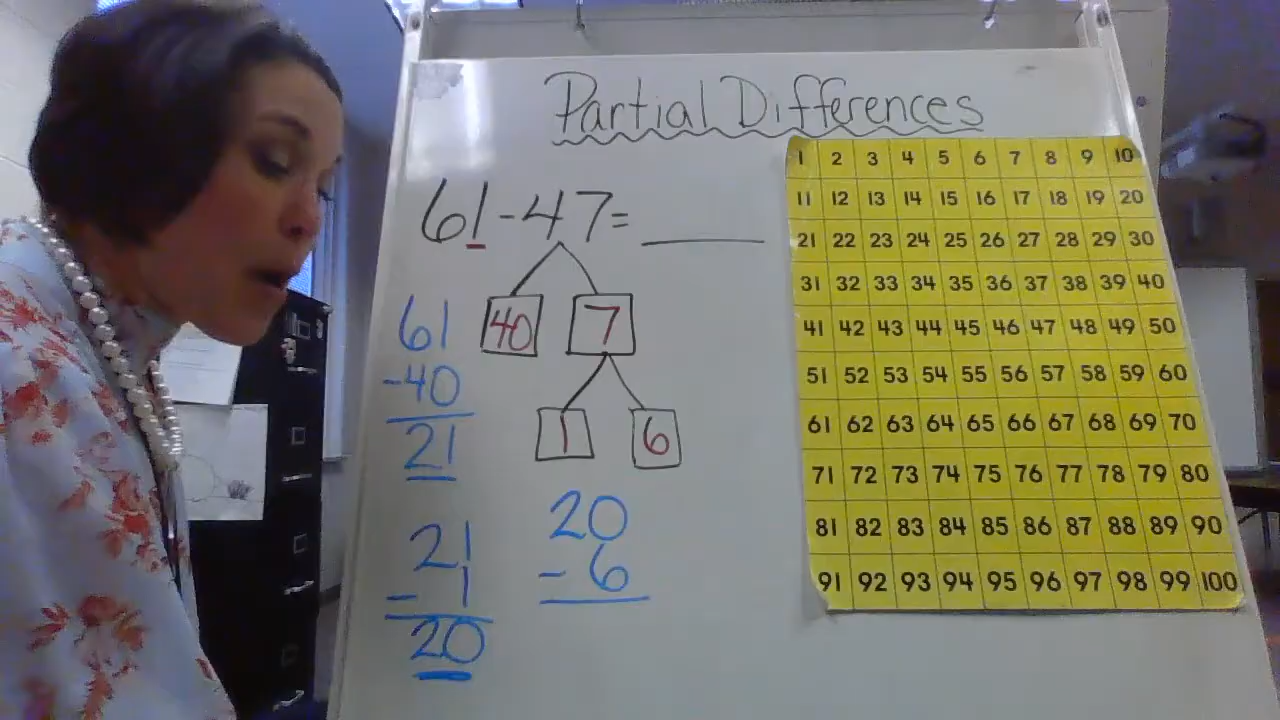 Partial Differences
61-47= ____
40 7
1 6
61
-40
21
21
- 1
20
20
- 6
1 2 3 4 5 6 7 8 9 10
11 12 13 14 15 16 17 18 19 20
21 22 23 24 25 26 27 28 29 30
31 32 33 34 35 36 37 38 39 40
41 42 43 44 45 46 47 48 49 50
51 52 53 54 55 56 57 58 59 60
61 62 63 64 65 66 67 68 69 70
71 72 73 74 75 76 77 78 79 80
81 82 83 84 85 86 87 88 89 90
91 92 93 94 95 96 97 98 99 100